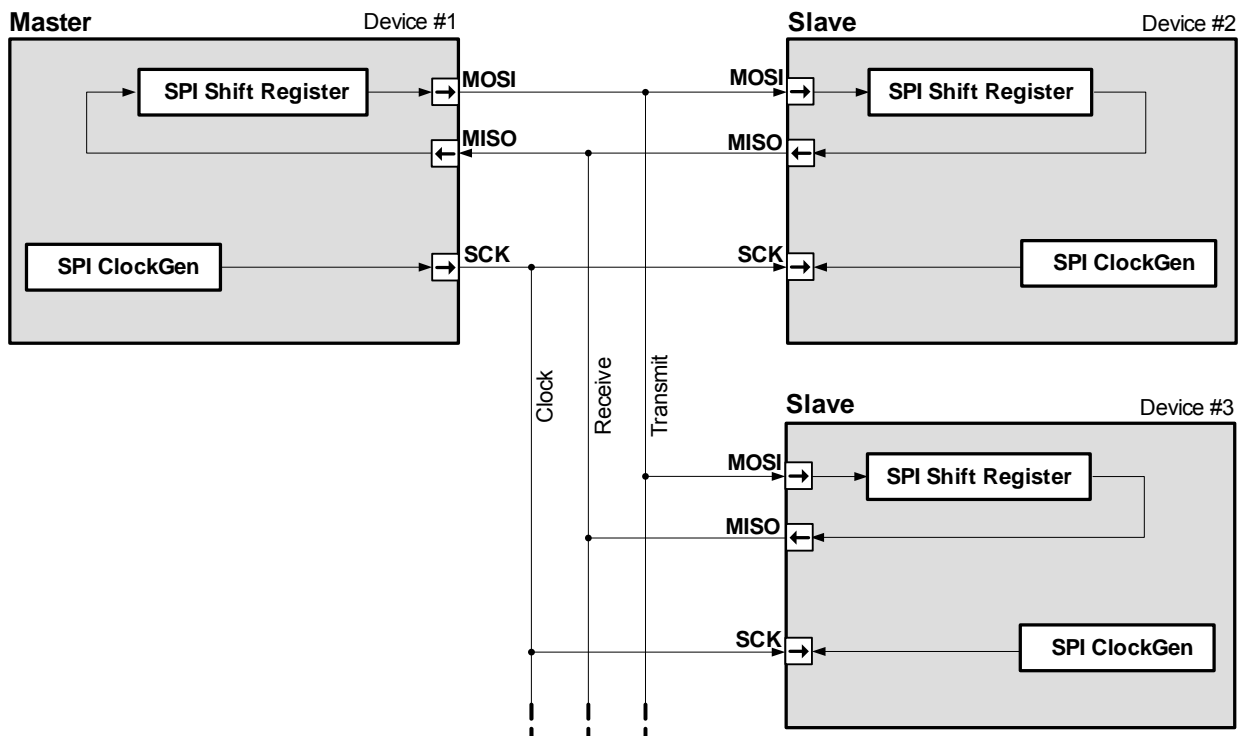 Master
Device #1
Slave
Device #2
SPI Shift Register
MOSI
MOSI
SPI Shift Register
MISO
MISO
SPI ClockGen
SCK
SCK
SPI ClockGen
Clock
Receive
Transmit
Slave
Device #3
MOSI
SPI Shift Register
MISO
SCK
SPI ClockGen